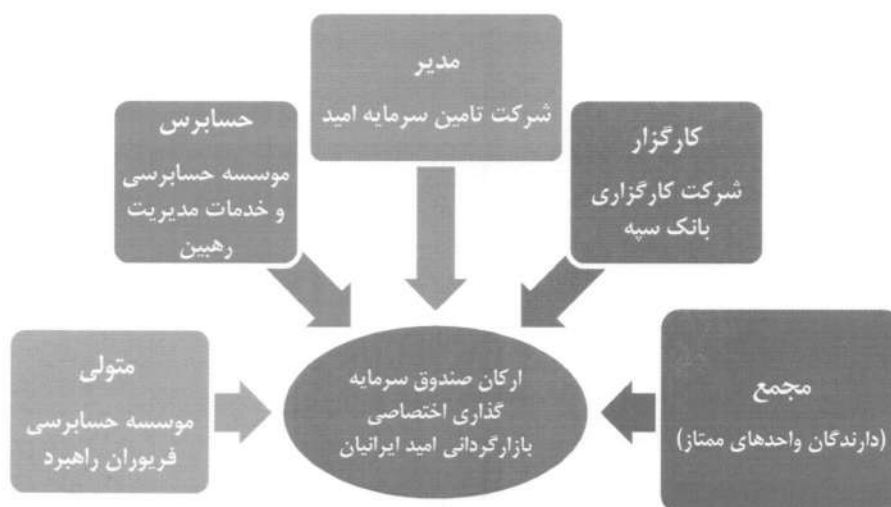 مدیر
شرکت تامین سرمایه امید
کارگزار
شرکت کارگزاری
بانک سپه
حسابرس
موسسه حسابرسی
و خدمات مدیریت
رهبین
مجمع
(دارندگان واحدهای ممتاز)
ارکان صندوق سرمایه
گذاری اختصاصی
بازارگردانی امید ایرانیان
متولی
موسسه حسابرسی
فریوران راهبرد